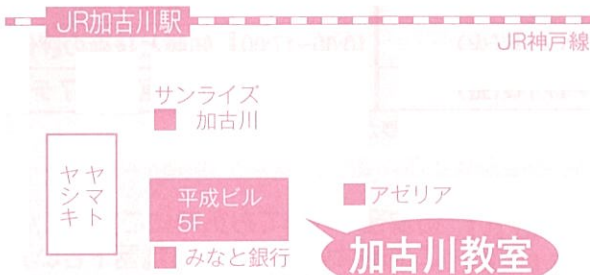 JR加古川駅
JR神戸線
サンライズ
加古川
ヤマト
ヤシキ
平成ビル
5F
アゼリア
みなと銀行
加古川教室